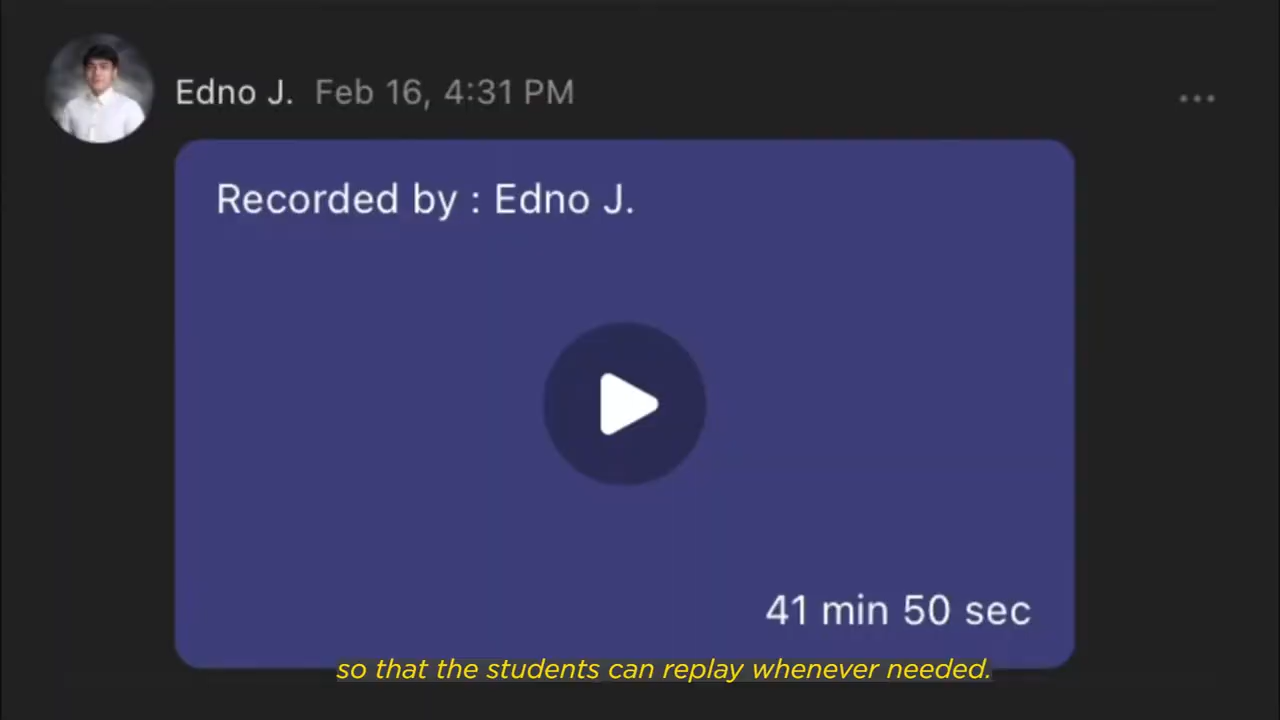 Edno J. Feb 16, 4:31 PM
Recorded by : Edno J.
41 min 50 sec
so that the students can replay whenever needed.